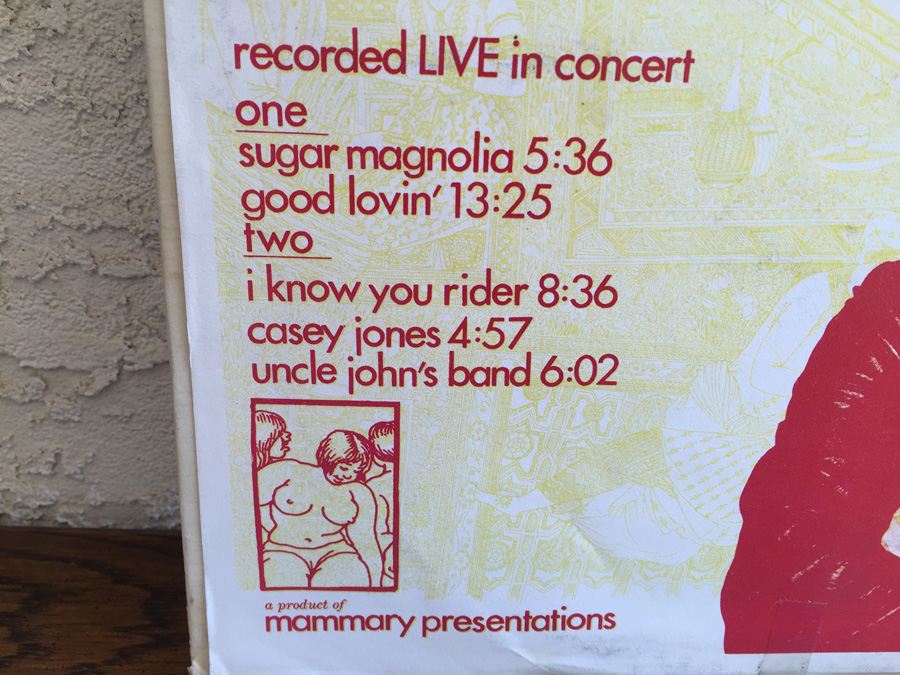 recorded LIVE in concert
one
sugar magnolia 5:36
good lovin' 13:25
two
i know you rider 8:36
casey jones 4:57
uncle john's band 6:02
a product of
mammary presentations